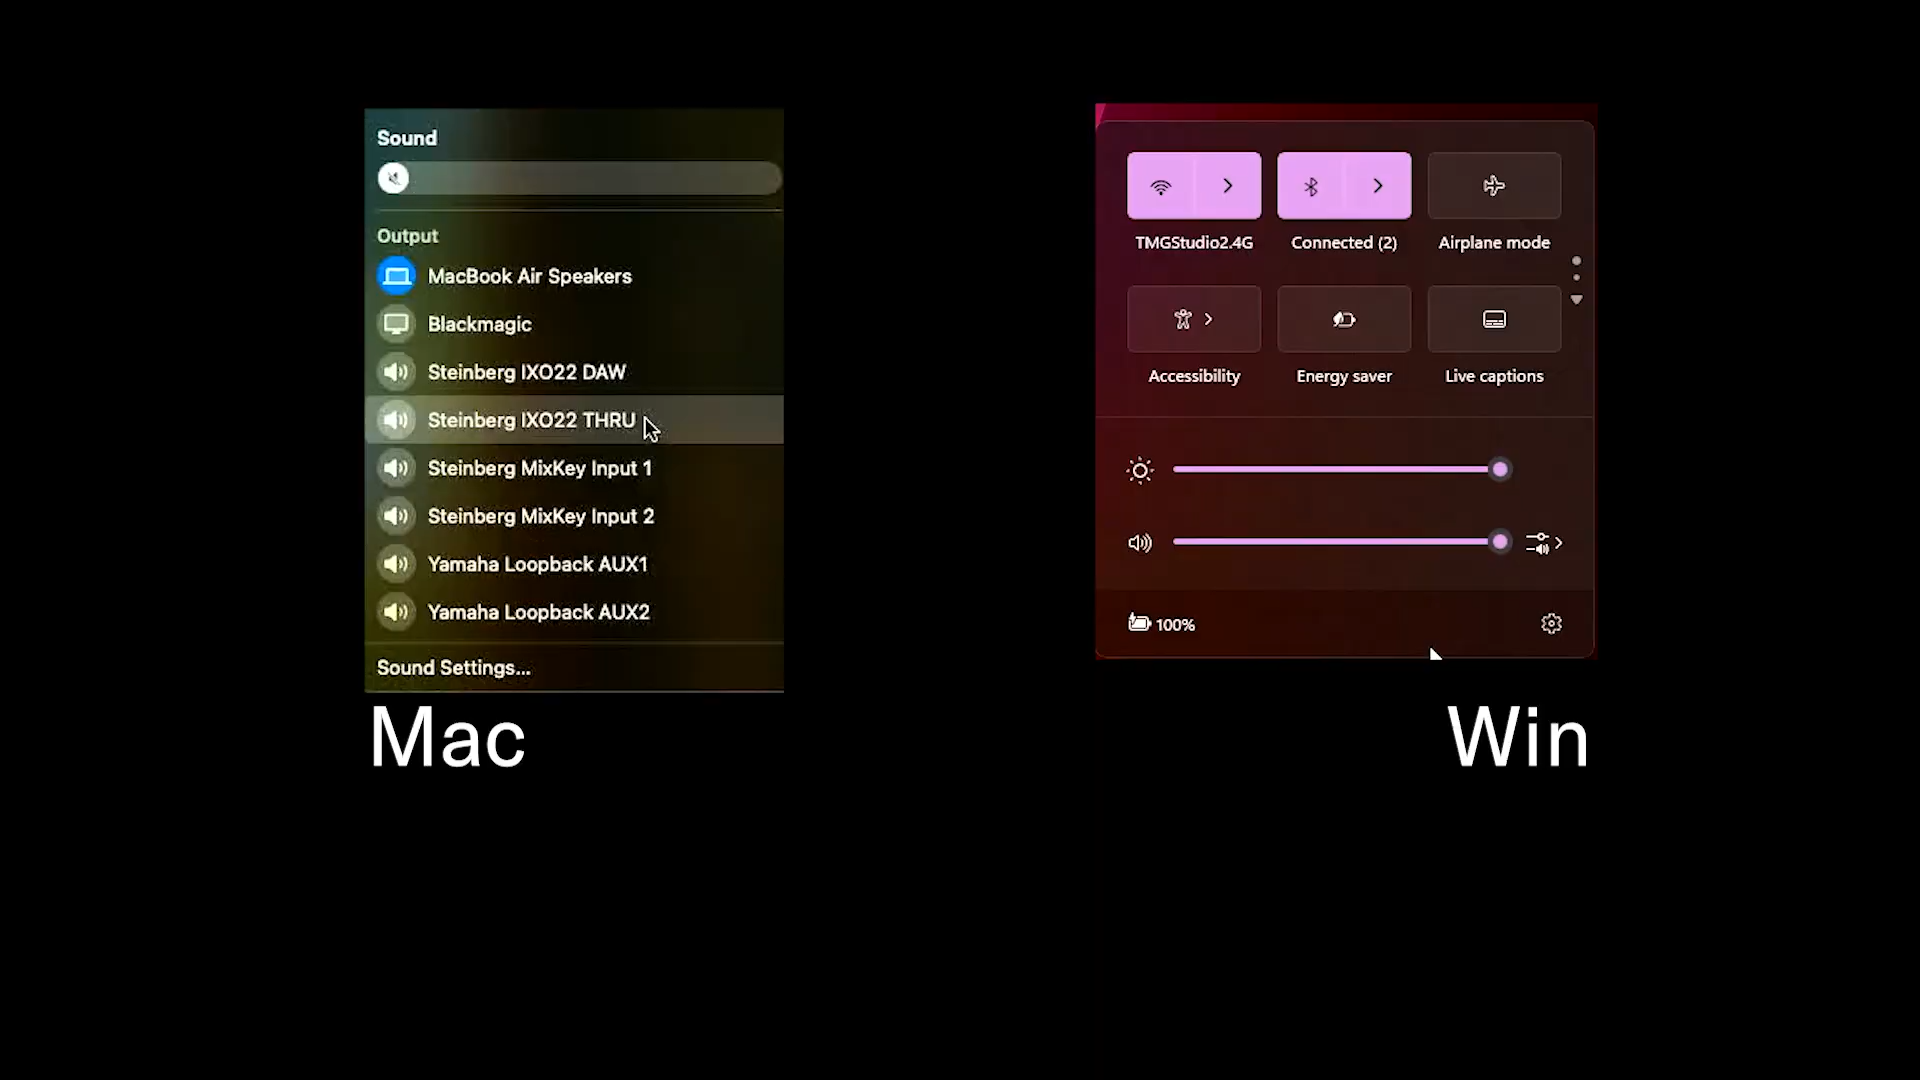 Sound
Output
MacBook Air Speakers
Blackmagic
Steinberg IXO22 DAW
Steinberg IXO22 THRU
Steinberg MixKey Input 1
Steinberg MixKey Input 2
Yamaha Loopback AUX1
Yamaha Loopback AUX2
Sound Settings...
Mac
TMGStudio2.4G
Connected (2)
Airplane mode
Accessibility
Energy saver
Live captions
100%
Win